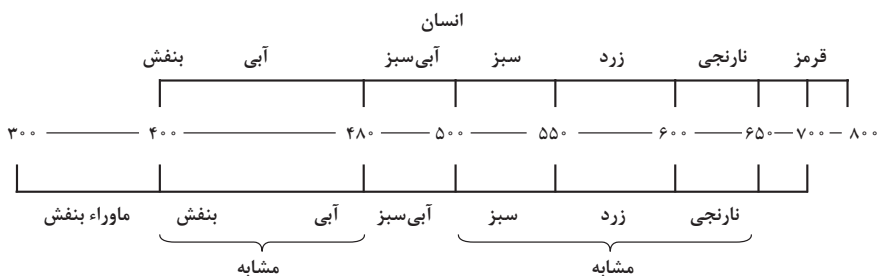 انسان
بنفش آبی آبی‌سبز سبز زرد نارنجی قرمز
۳۰۰ ۴۰۰ ۴۸۰ ۵۰۰ ۵۵۰ ۶۰۰ ۶۵۰ ۷۰۰ ۸۰۰
ماوراء بنفش بنفش آبی آبی‌سبز سبز زرد نارنجی
مشابه مشابه